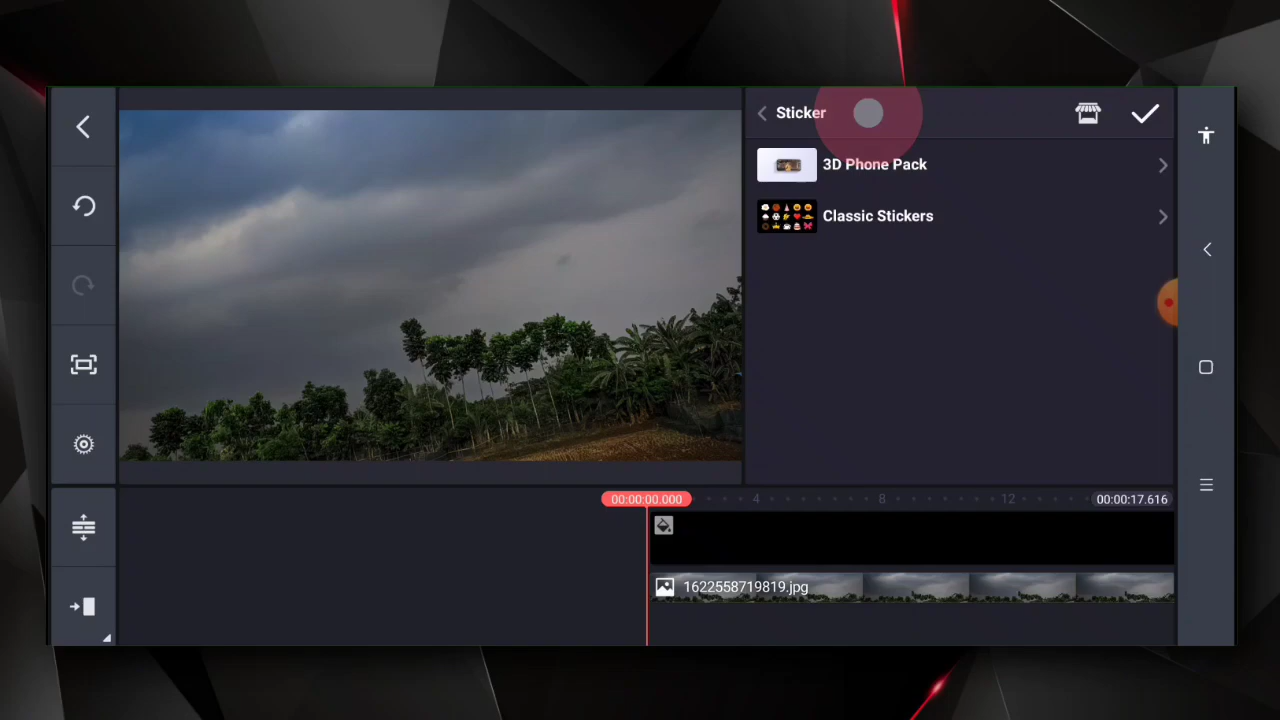 Sticker
3D Phone Pack
Classic Stickers
00:00:00.000
4
8
12
00:00:17.616
1622558719819.jpg